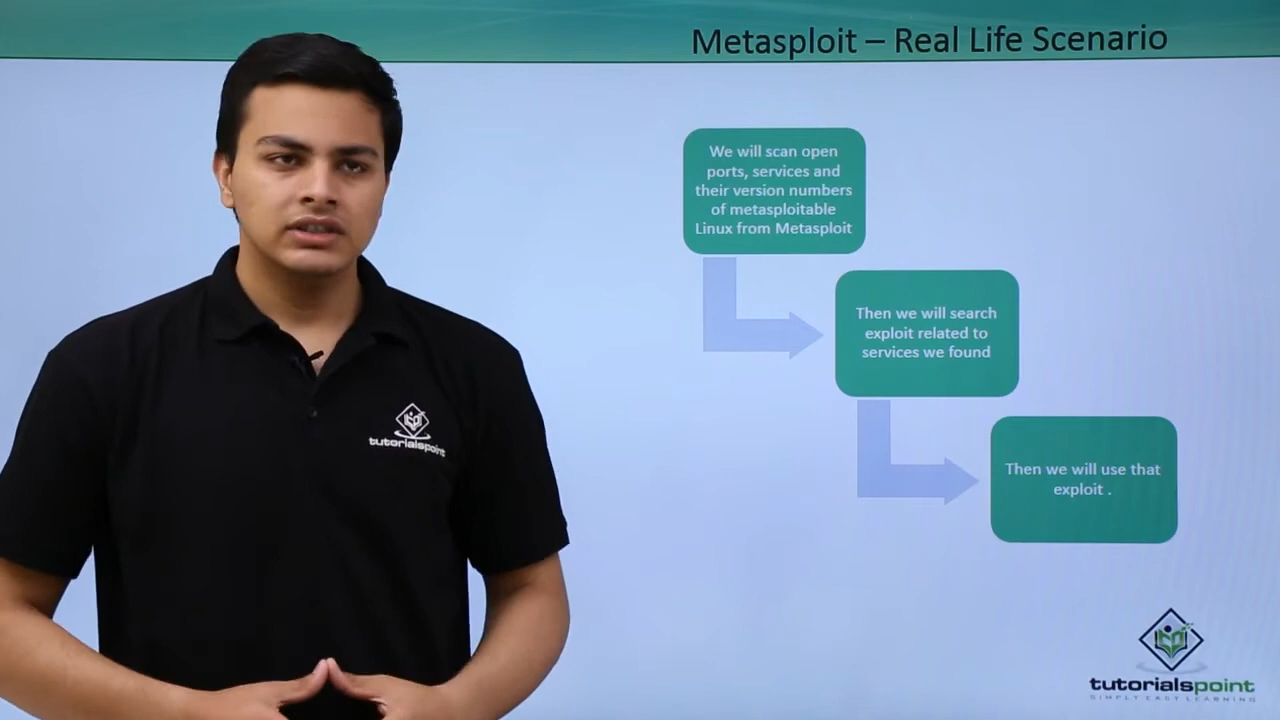 Metasploit – Real Life Scenario
We will scan open
ports, services and
their version numbers
of metasploitable
Linux from Metasploit
Then we will search
exploit related to
services we found
Then we will use that
exploit .
tutorialspoint
tutorialspoint
SIMPLY EASY LEARNING